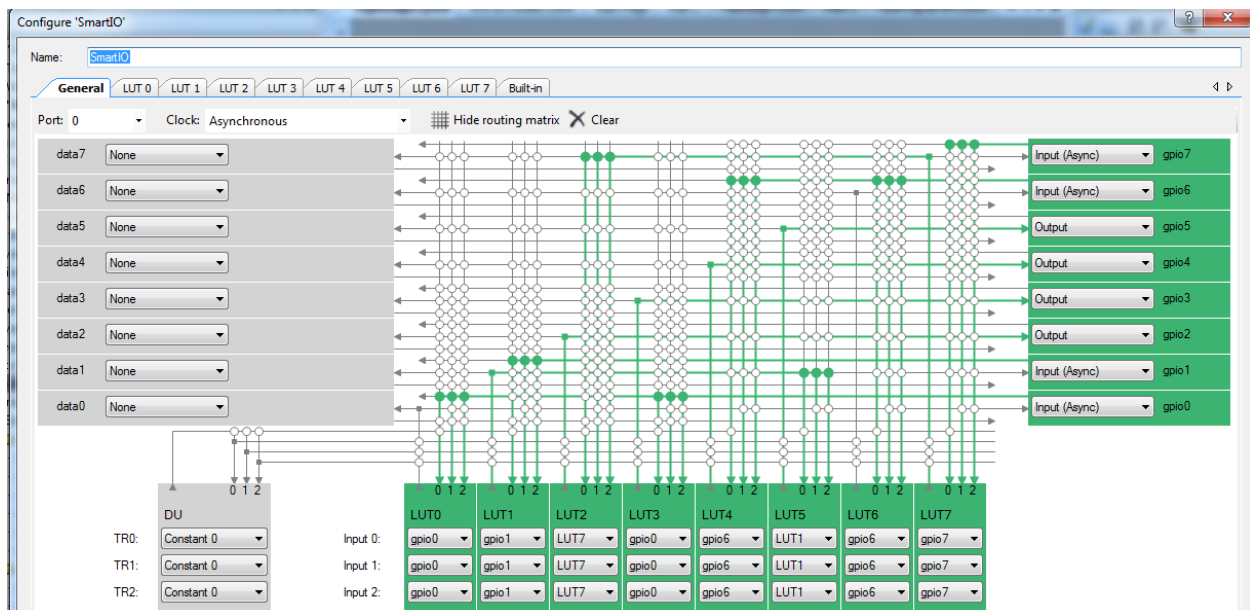 Configure 'SmartIO'
?
X
Name: SmartIO
General LUT 0 LUT 1 LUT 2 LUT 3 LUT 4 LUT 5 LUT 6 LUT 7 Built-in
Port: 0 Clock: Asynchronous Hide routing matrix Clear
data7 None Input (Async) gpio7
data6 None Input (Async) gpio6
data5 None Output gpio5
data4 None Output gpio4
data3 None Output gpio3
data2 None Output gpio2
data1 None Input (Async) gpio1
data0 None Input (Async) gpio0
0 1 2 0 1 2 0 1 2 0 1 2 0 1 2 0 1 2 0 1 2 0 1 2 0 1 2
DU LUT0 LUT1 LUT2 LUT3 LUT4 LUT5 LUT6 LUT7
TR0: Constant 0 Input 0: gpio0 gpio1 LUT7 gpio0 gpio6 LUT1 gpio6 gpio7
TR1: Constant 0 Input 1: gpio0 gpio1 LUT7 gpio0 gpio6 LUT1 gpio6 gpio7
TR2: Constant 0 Input 2: gpio0 gpio1 LUT7 gpio0 gpio6 LUT1 gpio6 gpio7